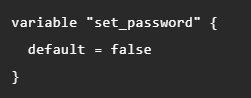 variable "set_password" {
  default = false
}